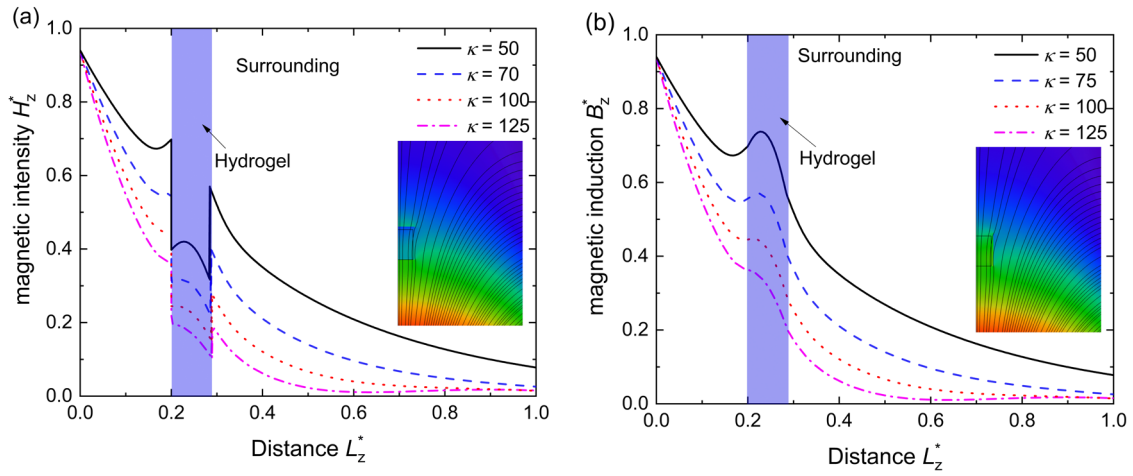 (a)
magnetic intensity H*z
1.0
0.8
0.6
0.4
0.2
0.0
Surrounding
Hydrogel
κ = 50
κ = 70
κ = 100
κ = 125
0.0 0.2 0.4 0.6 0.8 1.0
Distance L*z
(b)
magnetic induction B*z
1.0
0.8
0.6
0.4
0.2
0.0
Surrounding
Hydrogel
κ = 50
κ = 75
κ = 100
κ = 125
0.0 0.2 0.4 0.6 0.8 1.0
Distance L*z